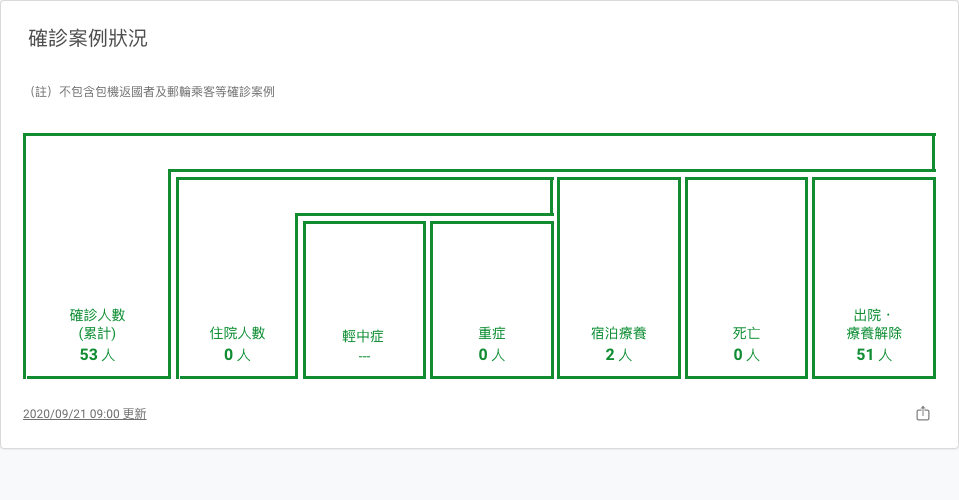 確診案例狀況
（註）不包含包機返國者及郵輪乘客等確診案例
確診人數
(累計)
53 人
住院人數
0 人
輕中症
---
重症
0 人
宿泊療養
2 人
死亡
0 人
出院・
療養解除
51 人
2020/09/21 09:00 更新